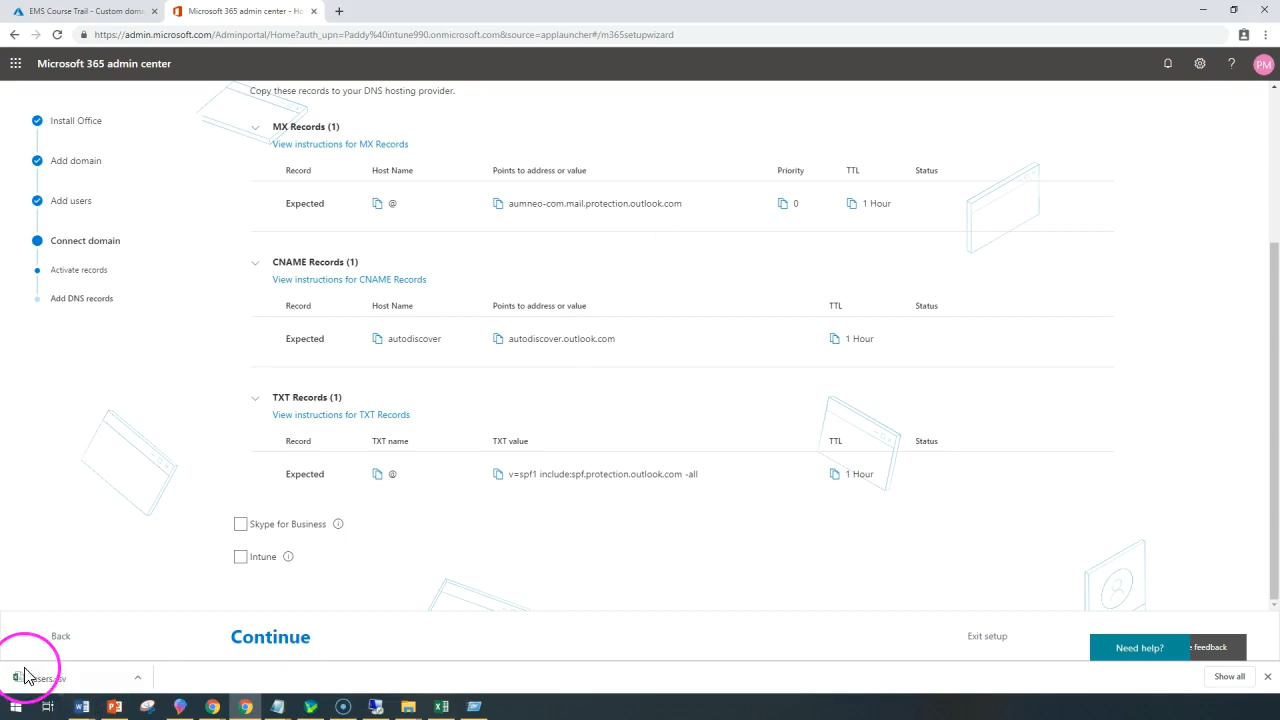 EMS Course Trail - Custom doma
Microsoft 365 admin center - Ho
https://admin.microsoft.com/Adminportal/Home?auth_upn=Paddy%40intune990.onmicrosoft.com&source=applauncher#/m365setupwizard
Microsoft 365 admin center
PM
Copy these records to your DNS hosting provider.
Install Office
Add domain
Add users
Connect domain
Activate records
Add DNS records
MX Records (1)
View instructions for MX Records
Record Host Name Points to address or value Priority TTL Status
Expected @ aumneo-com.mail.protection.outlook.com 0 1 Hour
CNAME Records (1)
View instructions for CNAME Records
Record Host Name Points to address or value TTL Status
Expected autodiscover autodiscover.outlook.com 1 Hour
TXT Records (1)
View instructions for TXT Records
Record TXT name TXT value TTL Status
Expected @ v=spf1 include:spf.protection.outlook.com -all 1 Hour
Skype for Business
Intune
Back
Continue
Exit setup
Need help?
feedback
Show all